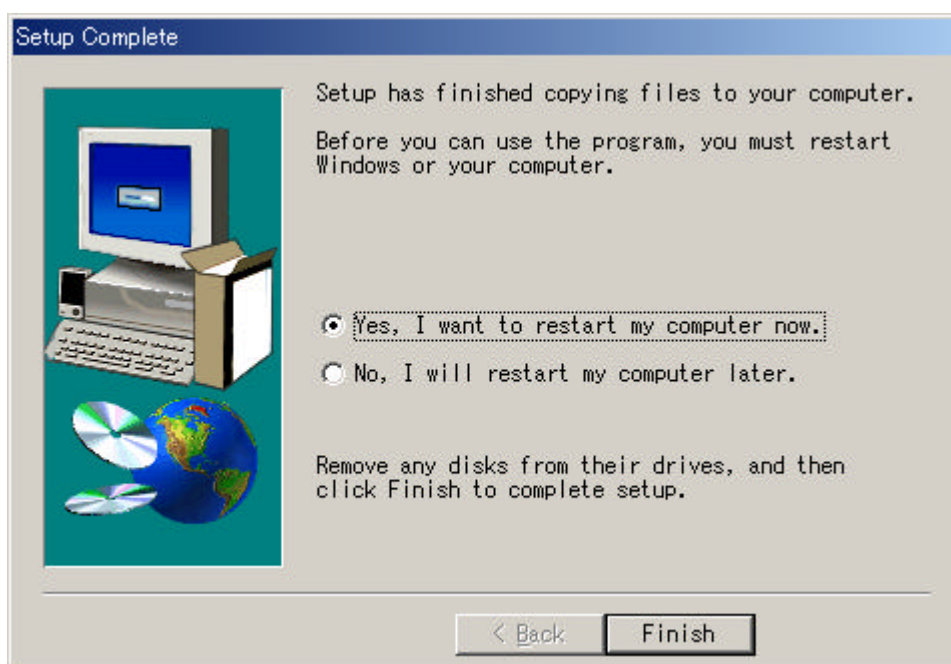 Setup Complete
Setup has finished copying files to your computer.
Before you can use the program, you must restart
Windows or your computer.
Yes, I want to restart my computer now.
No, I will restart my computer later.
Remove any disks from their drives, and then
click Finish to complete setup.
< Back
Finish